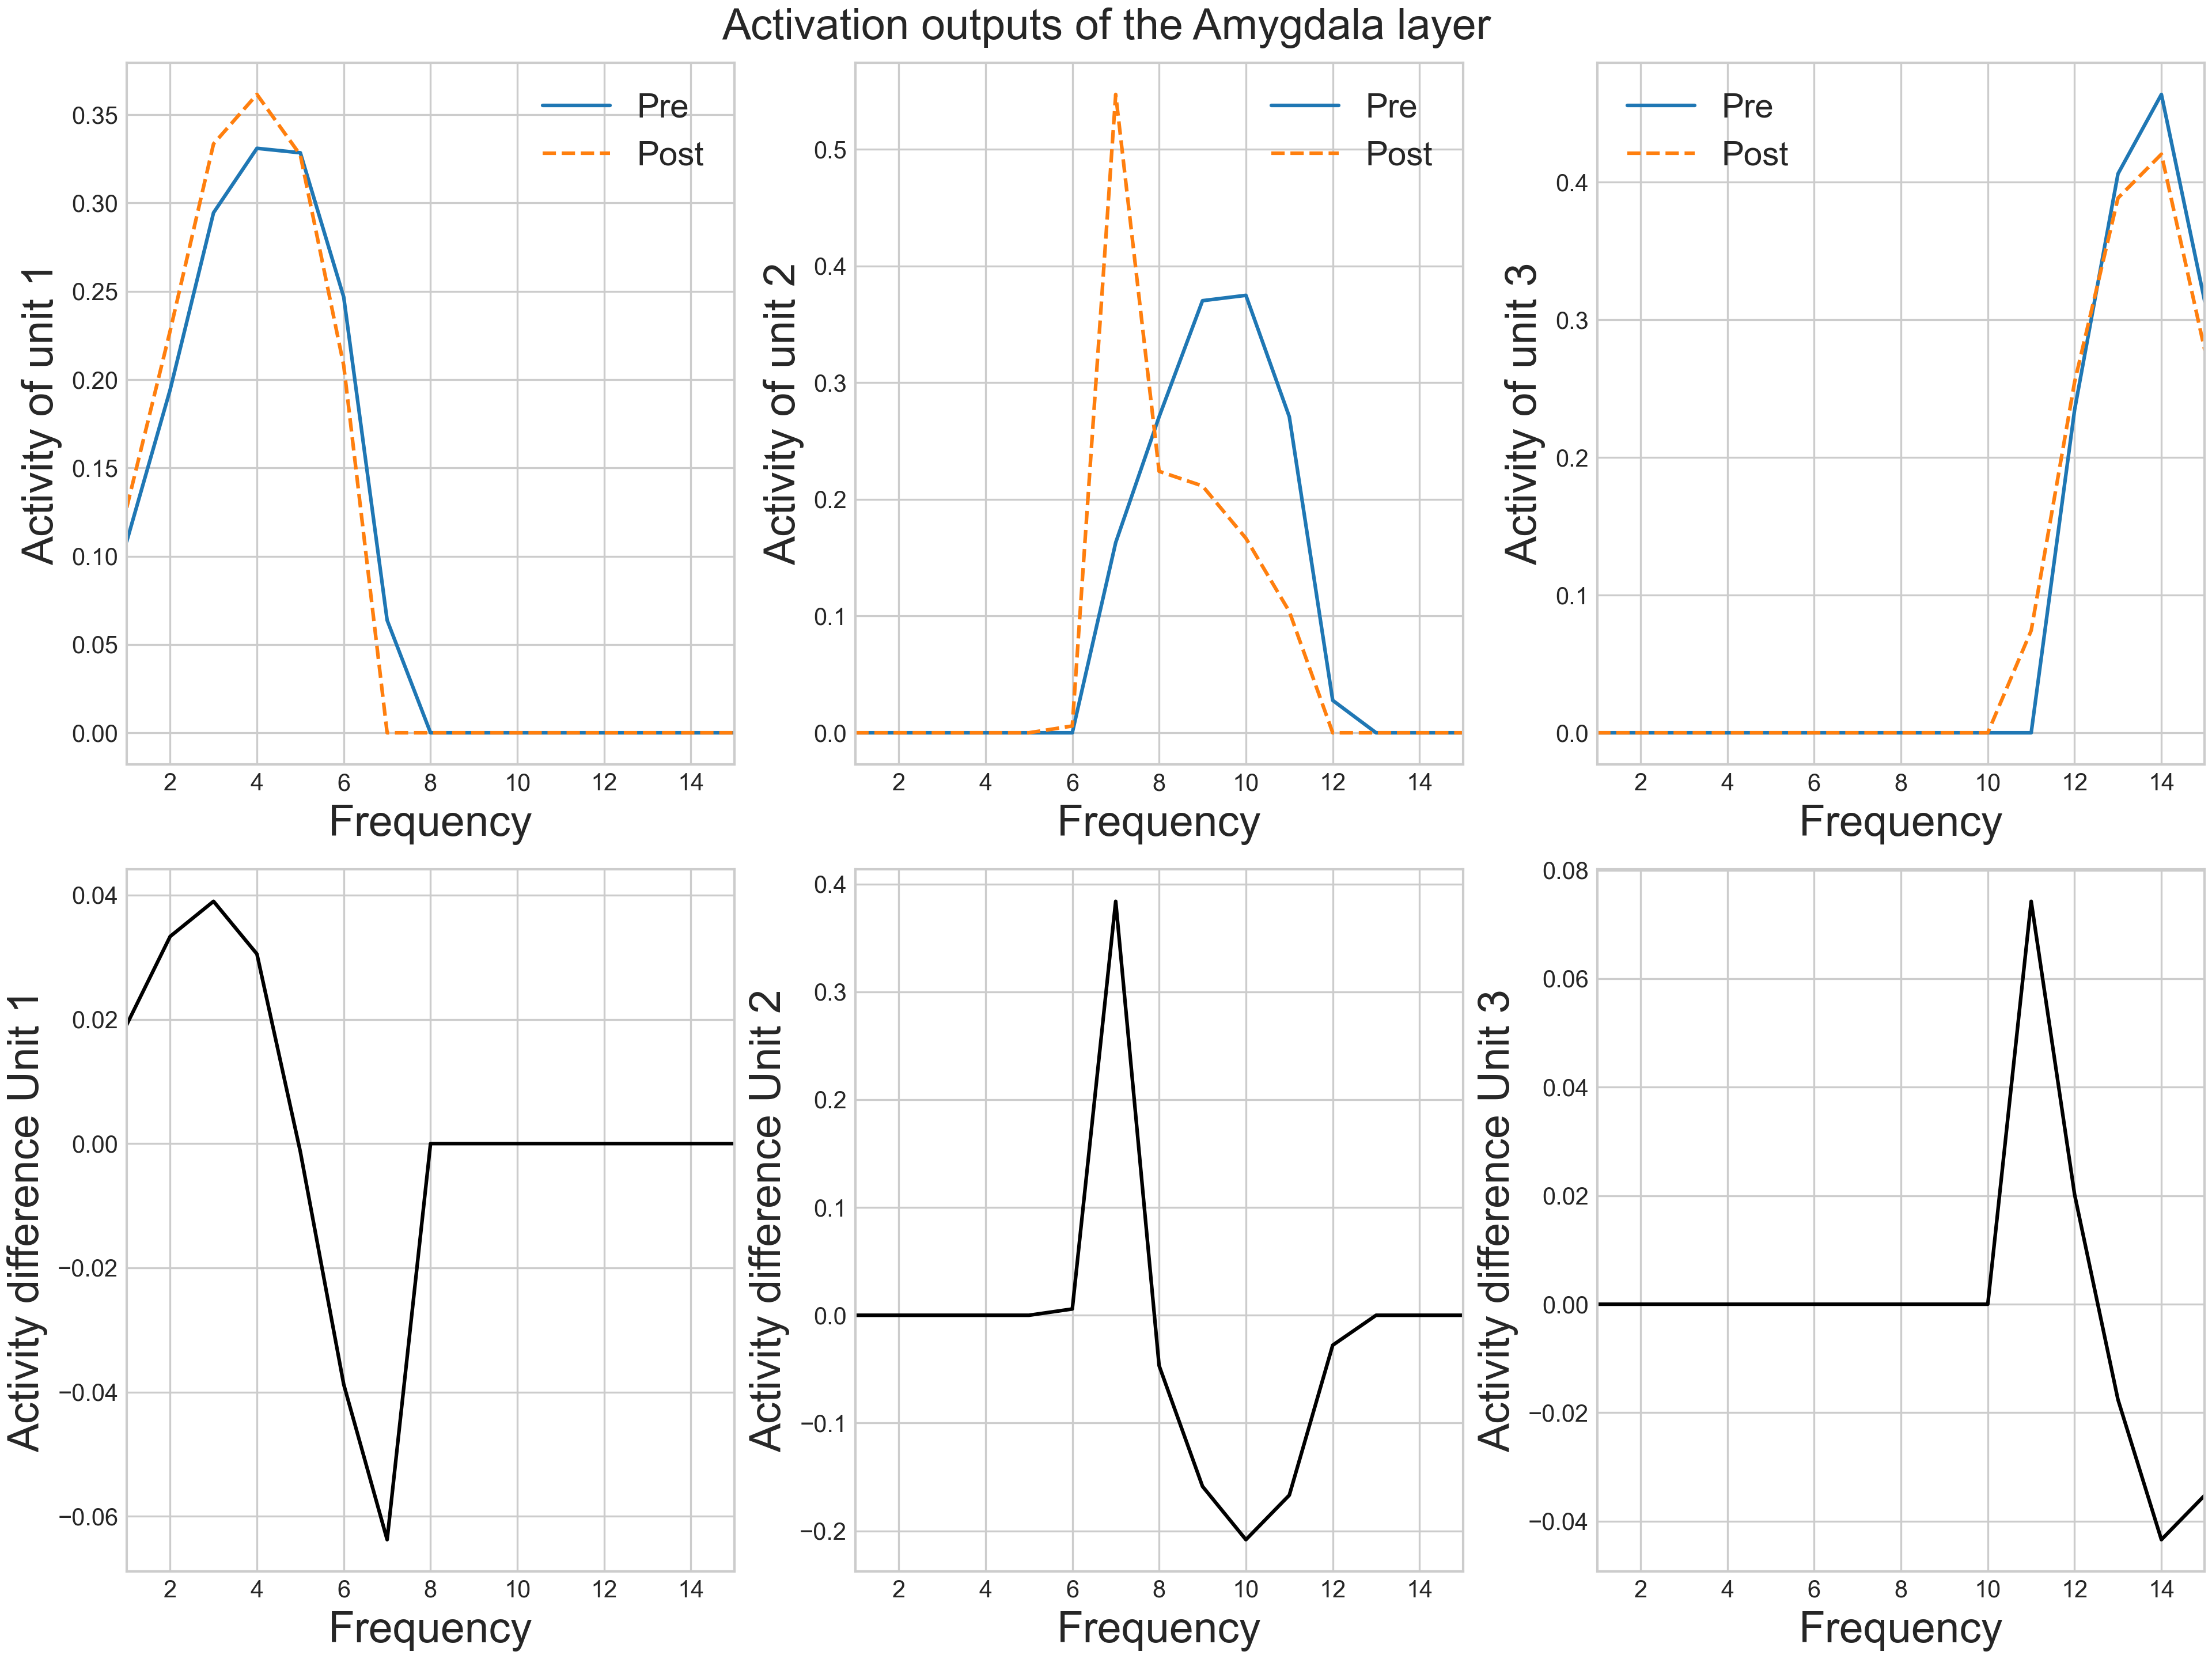 Activation outputs of the Amygdala layer
Activity of unit 1
0.35
0.30
0.25
0.20
0.15
0.10
0.05
0.00
Pre
Post
2 4 6 8 10 12 14
Frequency
Activity of unit 2
0.5
0.4
0.3
0.2
0.1
0.0
Pre
Post
2 4 6 8 10 12 14
Frequency
Activity of unit 3
0.4
0.3
0.2
0.1
0.0
Pre
Post
2 4 6 8 10 12 14
Frequency
Activity difference Unit 1
0.04
0.02
0.00
−0.02
−0.04
−0.06
2 4 6 8 10 12 14
Frequency
Activity difference Unit 2
0.4
0.3
0.2
0.1
0.0
−0.1
−0.2
2 4 6 8 10 12 14
Frequency
Activity difference Unit 3
0.08
0.06
0.04
0.02
0.00
−0.02
−0.04
2 4 6 8 10 12 14
Frequency